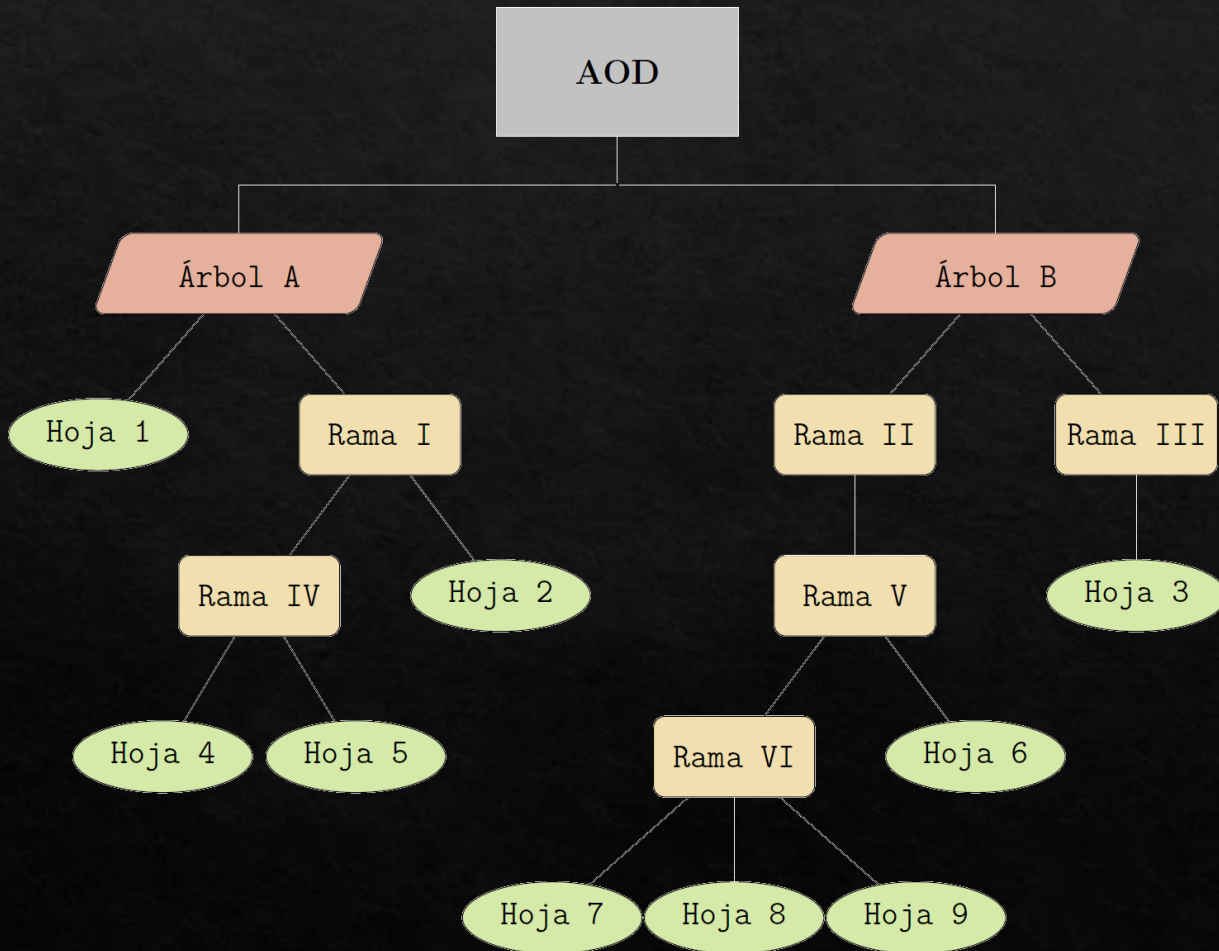 AOD
Árbol A
Árbol B
Hoja 1
Rama I
Rama II
Rama III
Rama IV
Hoja 2
Rama V
Hoja 3
Hoja 4
Hoja 5
Rama VI
Hoja 6
Hoja 7
Hoja 8
Hoja 9